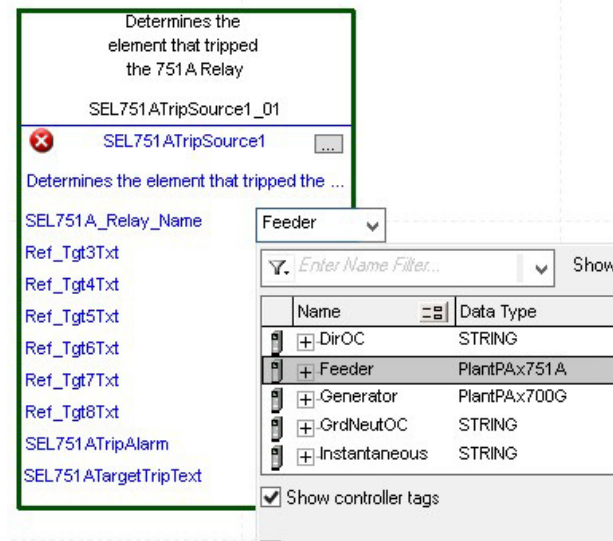 Determines the
element that tripped
the 751A Relay
SEL751ATripSource1_01
SEL751ATripSource1
...
Determines the element that tripped the ...
SEL751A_Relay_Name
Feeder
Ref_Tgt3Txt
Enter Name Filter...
Show
Ref_Tgt4Txt
Ref_Tgt5Txt
Name
Data Type
Ref_Tgt6Txt
DirOC
STRING
Ref_Tgt7Txt
Feeder
PlantPAx751A
Ref_Tgt8Txt
Generator
PlantPAx700G
SEL751ATripAlarm
GrdNeutOC
STRING
SEL751ATargetTripText
Instantaneous
STRING
Show controller tags